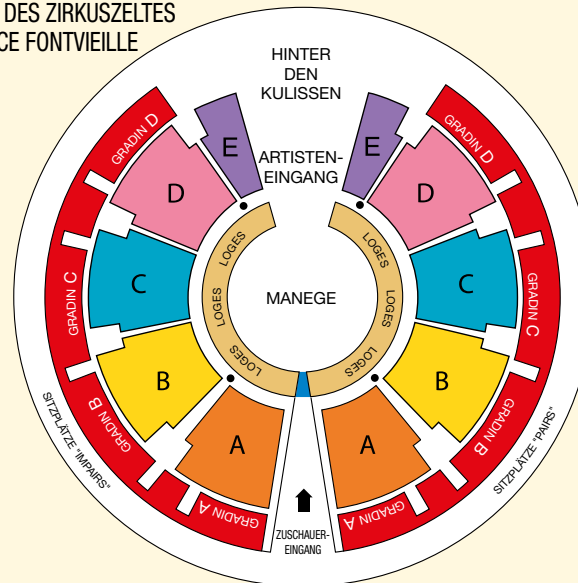 DES ZIRKUSZELTES
CE FONTVIEILLE
HINTER
DEN
KULISSEN
GRADIN D
GRADIN D
E
E
ARTISTEN-
EINGANG
D
D
LOGES
LOGES
C
C
GRADIN C
GRADIN C
LOGES
LOGES
MANEGE
LOGES
LOGES
B
B
GRADIN B
GRADIN B
SITZPLÄTZE "IMPAIRS"
SITZPLÄTZE "PAIRS"
A
A
GRADIN A
GRADIN A
ZUSCHAUER-
EINGANG